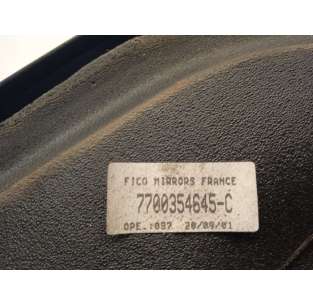 FICO MIRRORS FRANCE
7700354645-C
OPE.:097 20/09/01